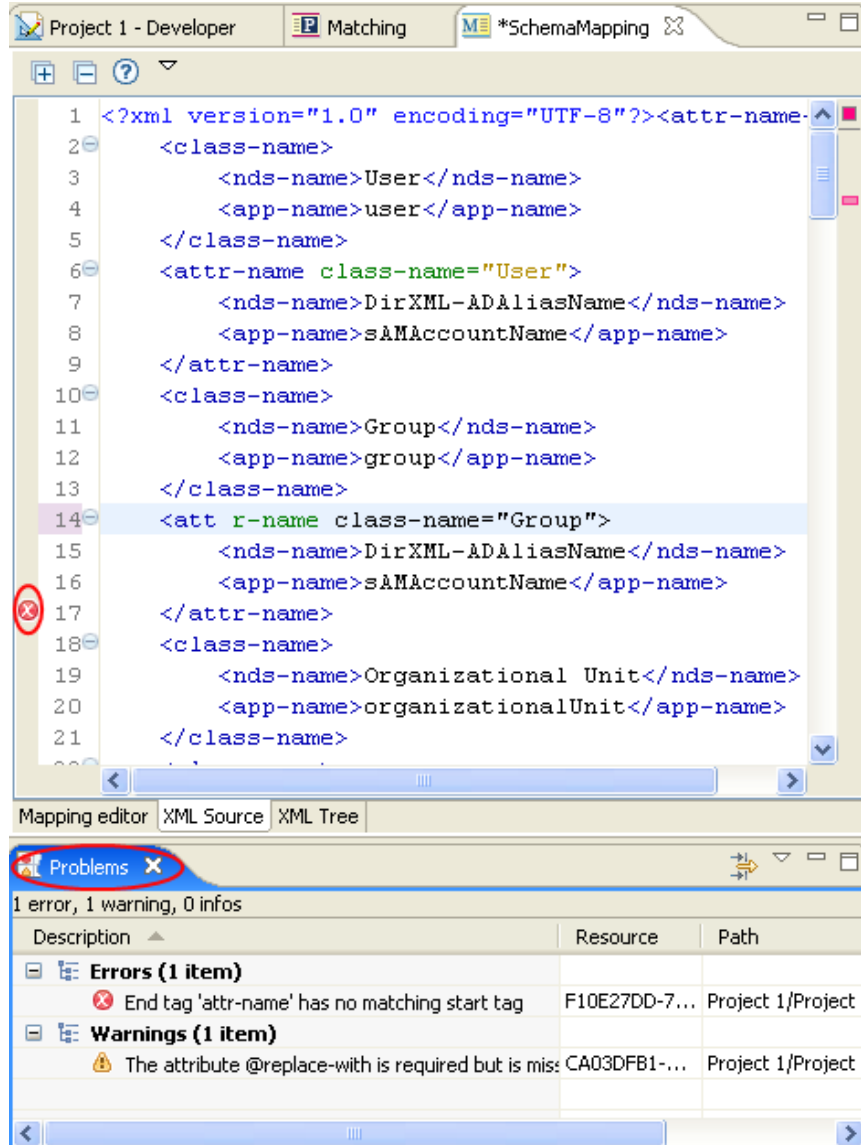 Project 1 - Developer
Matching
*SchemaMapping
1 <?xml version="1.0" encoding="UTF-8"?><attr-name-
2 <class-name>
3 <nds-name>User</nds-name>
4 <app-name>user</app-name>
5 </class-name>
6 <attr-name class-name="User">
7 <nds-name>DirXML-ADAliasName</nds-name>
8 <app-name>sAMAccountName</app-name>
9 </attr-name>
10 <class-name>
11 <nds-name>Group</nds-name>
12 <app-name>group</app-name>
13 </class-name>
14 <att r-name class-name="Group">
15 <nds-name>DirXML-ADAliasName</nds-name>
16 <app-name>sAMAccountName</app-name>
17 </attr-name>
18 <class-name>
19 <nds-name>Organizational Unit</nds-name>
20 <app-name>organizationalUnit</app-name>
21 </class-name>
Mapping editor XML Source XML Tree
Problems
1 error, 1 warning, 0 infos
Description Resource Path
Errors (1 item)
End tag 'attr-name' has no matching start tag F10E27DD-7... Project 1/Project
Warnings (1 item)
The attribute @replace-with is required but is miss CA03DFB1-... Project 1/Project